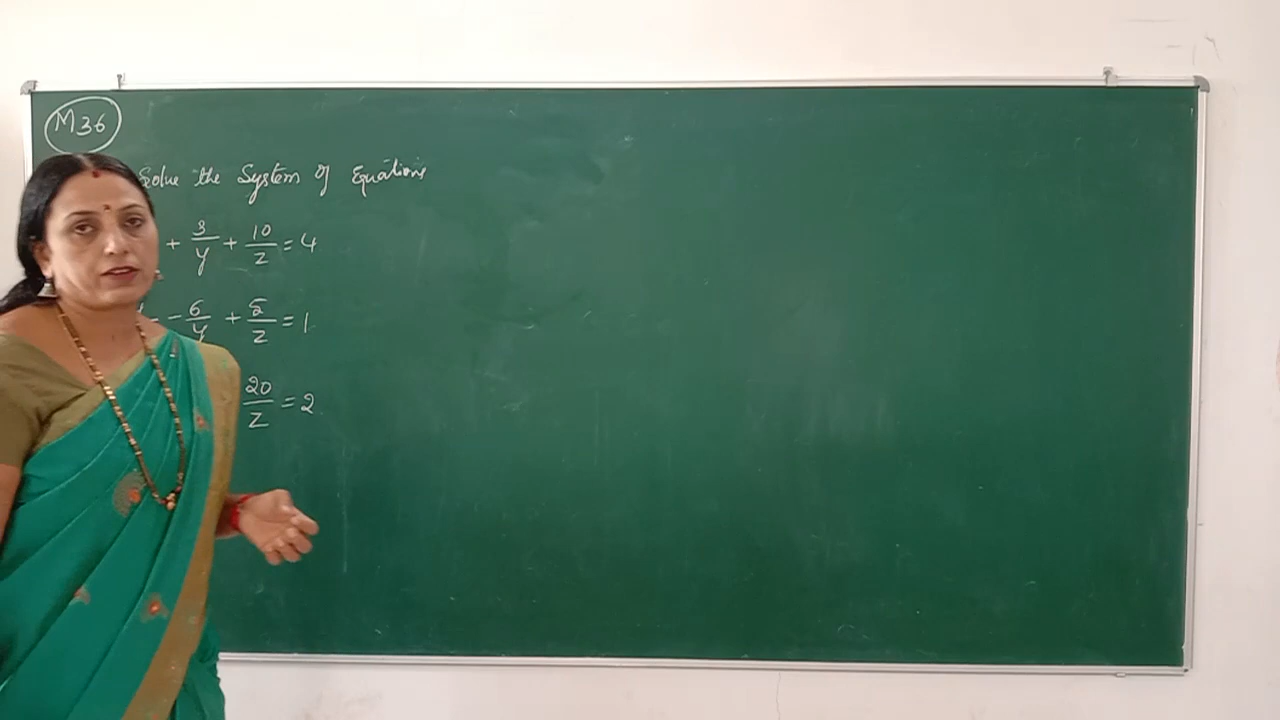 M36
Solve the System of Equations
+ 3/y + 10/z = 4
- 6/y + 5/z = 1
20/z = 2